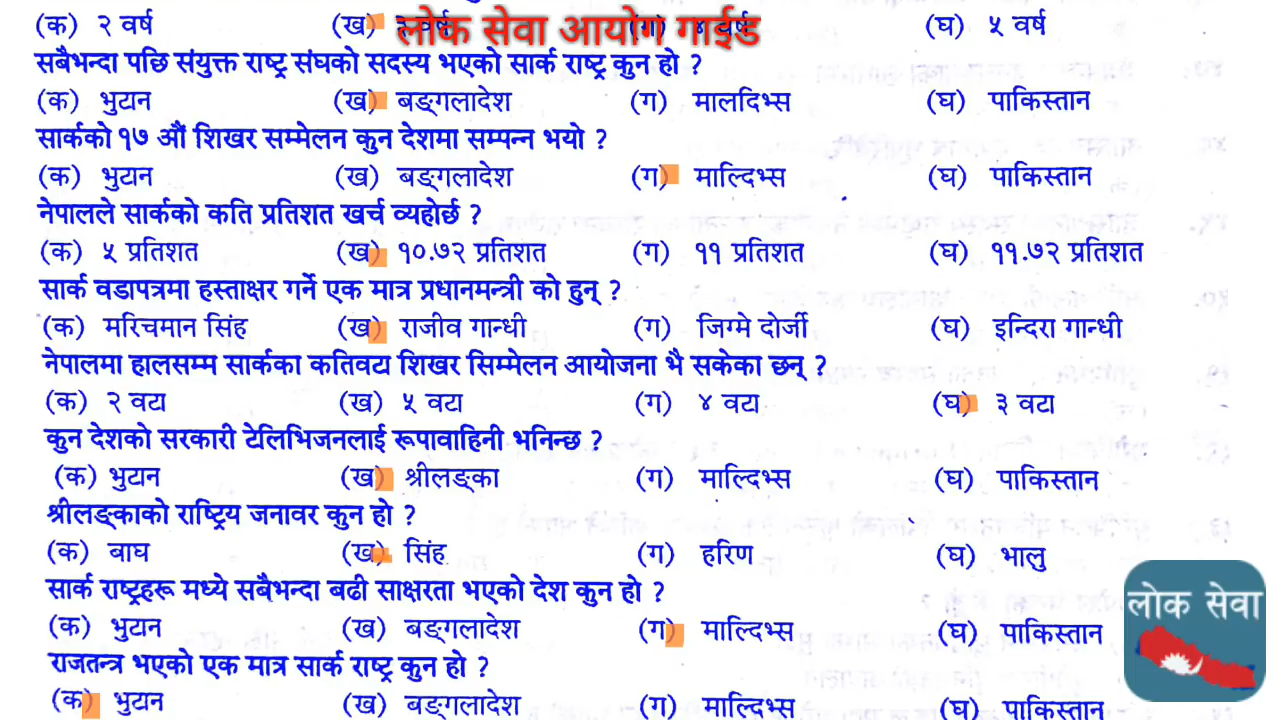 (क) २ वर्ष (ख) ३ वर्ष (ग) ४ वर्ष (घ) ५ वर्ष
लोक सेवा आयोग गाईड
सबैभन्दा पछि संयुक्त राष्ट्र संघको सदस्य भएको सार्क राष्ट्र कुन हो ?
(क) भुटान (ख) बङ्गलादेश (ग) मालदिभ्स (घ) पाकिस्तान
सार्कको १७ औं शिखर सम्मेलन कुन देशमा सम्पन्न भयो ?
(क) भुटान (ख) बङ्गलादेश (ग) माल्दिभ्स (घ) पाकिस्तान
नेपालले सार्कको कति प्रतिशत खर्च व्यहोर्छ ?
(क) ५ प्रतिशत (ख) १०.७२ प्रतिशत (ग) ११ प्रतिशत (घ) ११.७२ प्रतिशत
सार्क वडापत्रमा हस्ताक्षर गर्ने एक मात्र प्रधानमन्त्री को हुन् ?
(क) मरिचमान सिंह (ख) राजीव गान्धी (ग) जिग्मे दोर्जी (घ) इन्दिरा गान्धी
नेपालमा हालसम्म सार्कका कतिवटा शिखर सिम्मेलन आयोजना भै सकेका छन् ?
(क) २ वटा (ख) ५ वटा (ग) ४ वटा (घ) ३ वटा
कुन देशको सरकारी टेलिभिजनलाई रूपावाहिनी भनिन्छ ?
(क) भुटान (ख) श्रीलङ्का (ग) माल्दिभ्स (घ) पाकिस्तान
श्रीलङ्काको राष्ट्रिय जनावर कुन हो ?
(क) बाघ (ख) सिंह (ग) हरिण (घ) भालु
सार्क राष्ट्रहरू मध्ये सबैभन्दा बढी साक्षरता भएको देश कुन हो ?
(क) भुटान (ख) बङ्गलादेश (ग) माल्दिभ्स (घ) पाकिस्तान
राजतन्त्र भएको एक मात्र सार्क राष्ट्र कुन हो ?
(क) भुटान (ख) बङ्गलादेश (ग) माल्दिभ्स (घ) पाकिस्तान
लोक सेवा